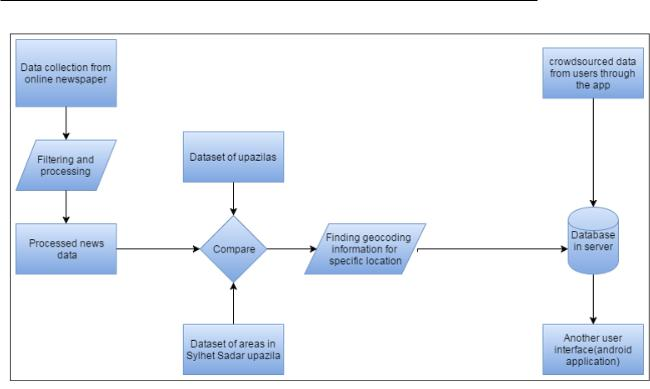 Data collection from
online newspaper
Filtering and
processing
Processed news
data
Dataset of upazilas
Compare
Dataset of areas in
Sylhet Sadar upazila
Finding geocoding
information for
specific location
crowdsourced data
from users through
the app
Database
in server
Another user
interface(android
application)